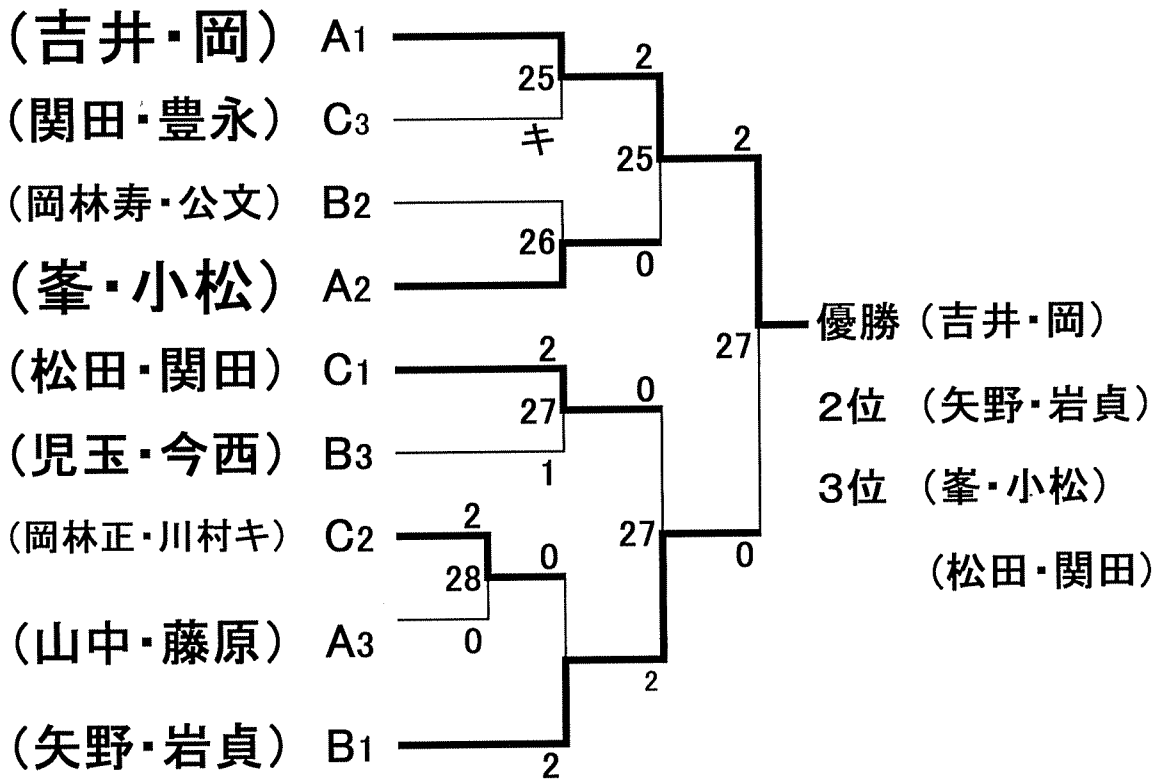 (吉井・岡) A1
2
25
(関田・豊永) C3
キ
25
2
(岡林寿・公文) B2
26
0
(峯・小松) A2
優勝 (吉井・岡)
27
(松田・関田) C1
2
0
27
2位 (矢野・岩貞)
(児玉・今西) B3
1
3位 (峯・小松)
(岡林正・川村キ) C2
2
0
27
0
28
(松田・関田)
(山中・藤原) A3
0
2
(矢野・岩貞) B1
2